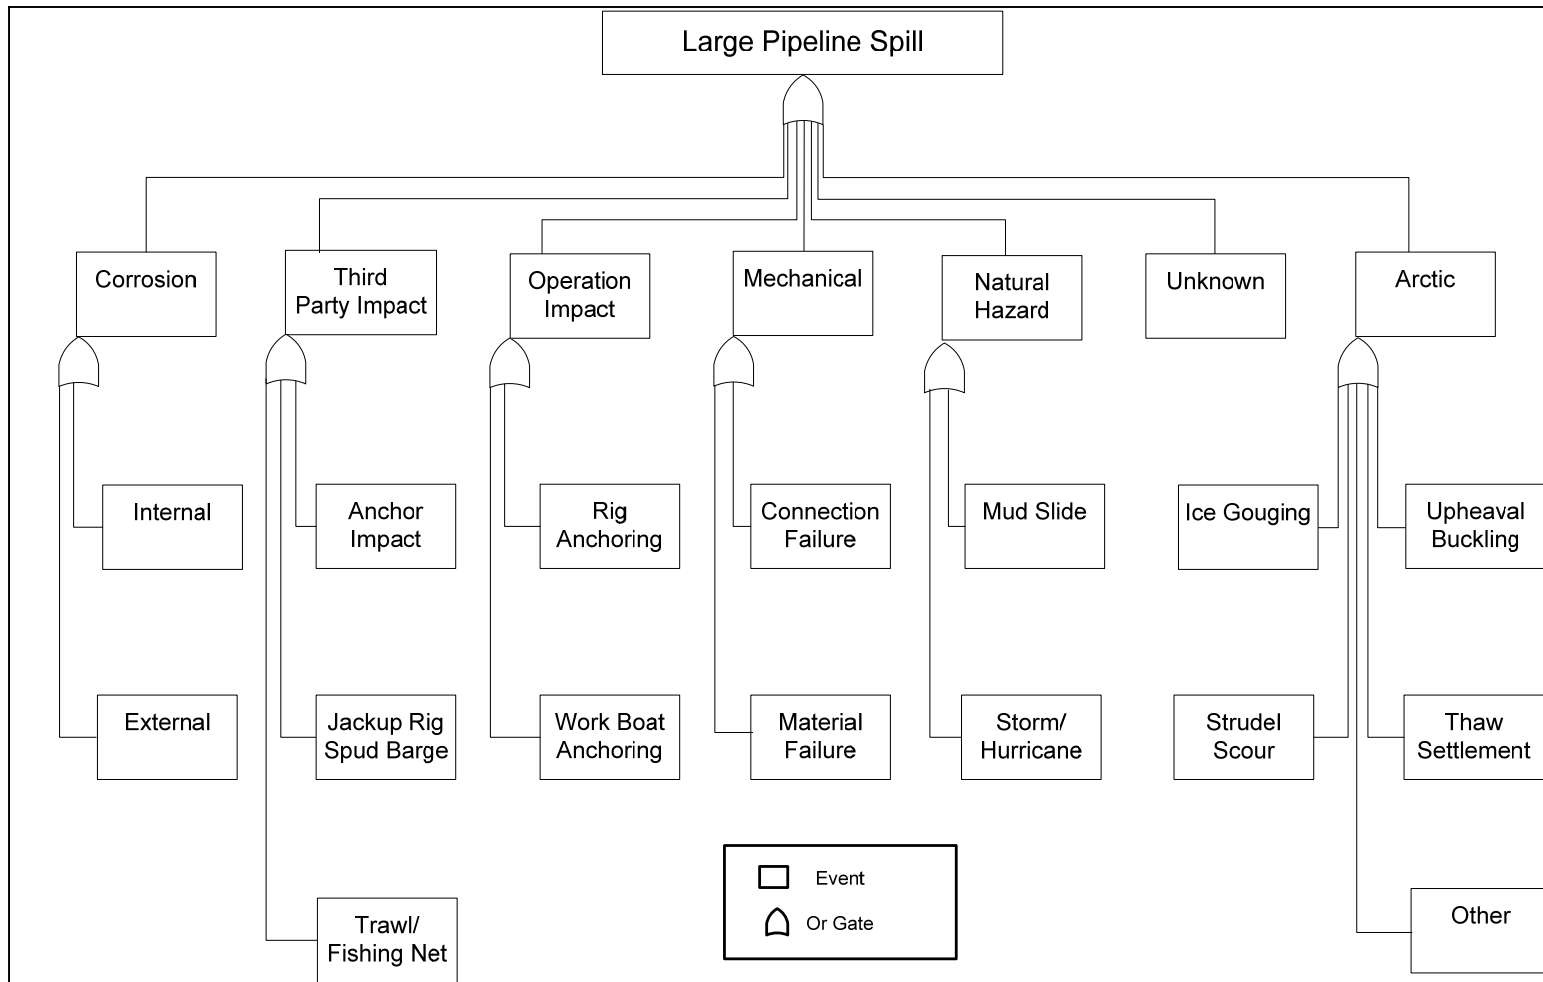 Large Pipeline Spill
Corrosion
Third
Party Impact
Operation
Impact
Mechanical
Natural
Hazard
Unknown
Arctic
Internal
Anchor
Impact
Rig
Anchoring
Connection
Failure
Mud Slide
Ice Gouging
Upheaval
Buckling
External
Jackup Rig
Spud Barge
Work Boat
Anchoring
Material
Failure
Storm/
Hurricane
Strudel
Scour
Thaw
Settlement
Trawl/
Fishing Net
Event
Or Gate
Other